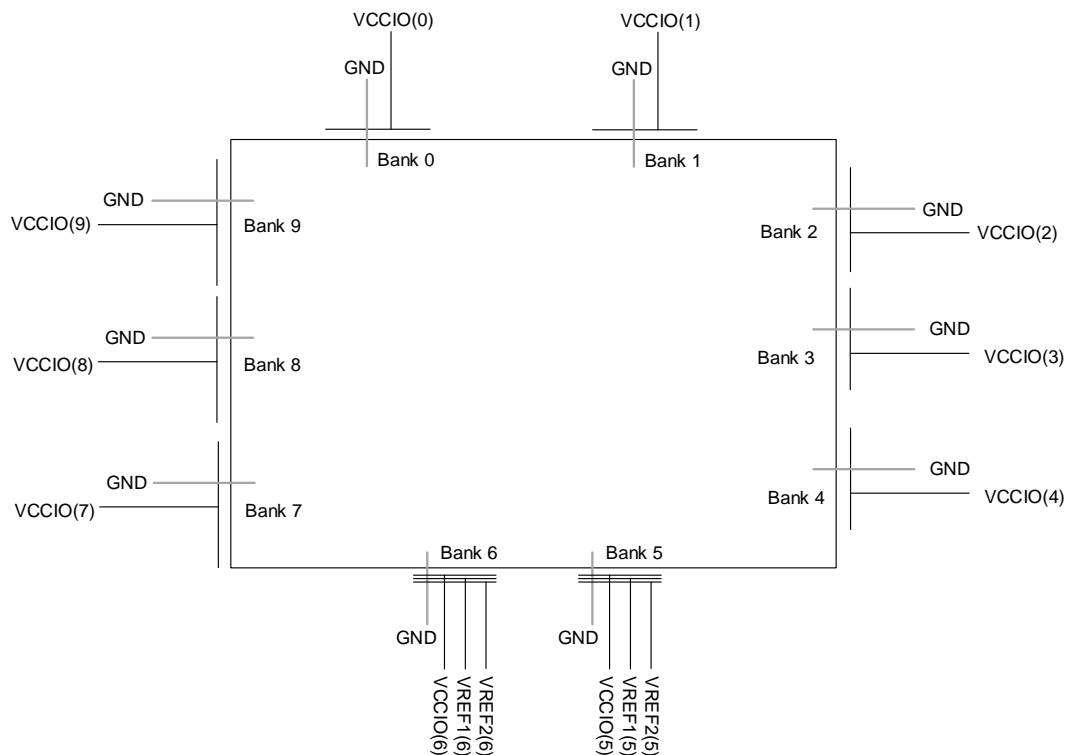 VCCIO(0)
VCCIO(1)
GND
GND
Bank 0
Bank 1
GND
VCCIO(9)
Bank 9
GND
Bank 2
VCCIO(2)
GND
VCCIO(8)
Bank 8
GND
Bank 3
VCCIO(3)
GND
VCCIO(7)
Bank 7
GND
Bank 4
VCCIO(4)
Bank 6
Bank 5
GND
GND
VCCIO(6)
VREF1(6)
VREF2(6)
VCCIO(5)
VREF1(5)
VREF2(5)